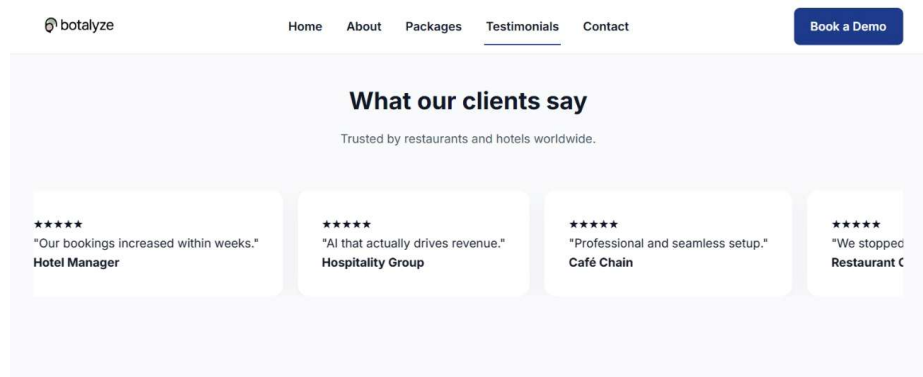 botalyze
Home About Packages Testimonials Contact
Book a Demo
What our clients say
Trusted by restaurants and hotels worldwide.
★★★★★
"Our bookings increased within weeks."
Hotel Manager
★★★★★
"AI that actually drives revenue."
Hospitality Group
★★★★★
"Professional and seamless setup."
Café Chain
★★★★★
"We stopped
Restaurant